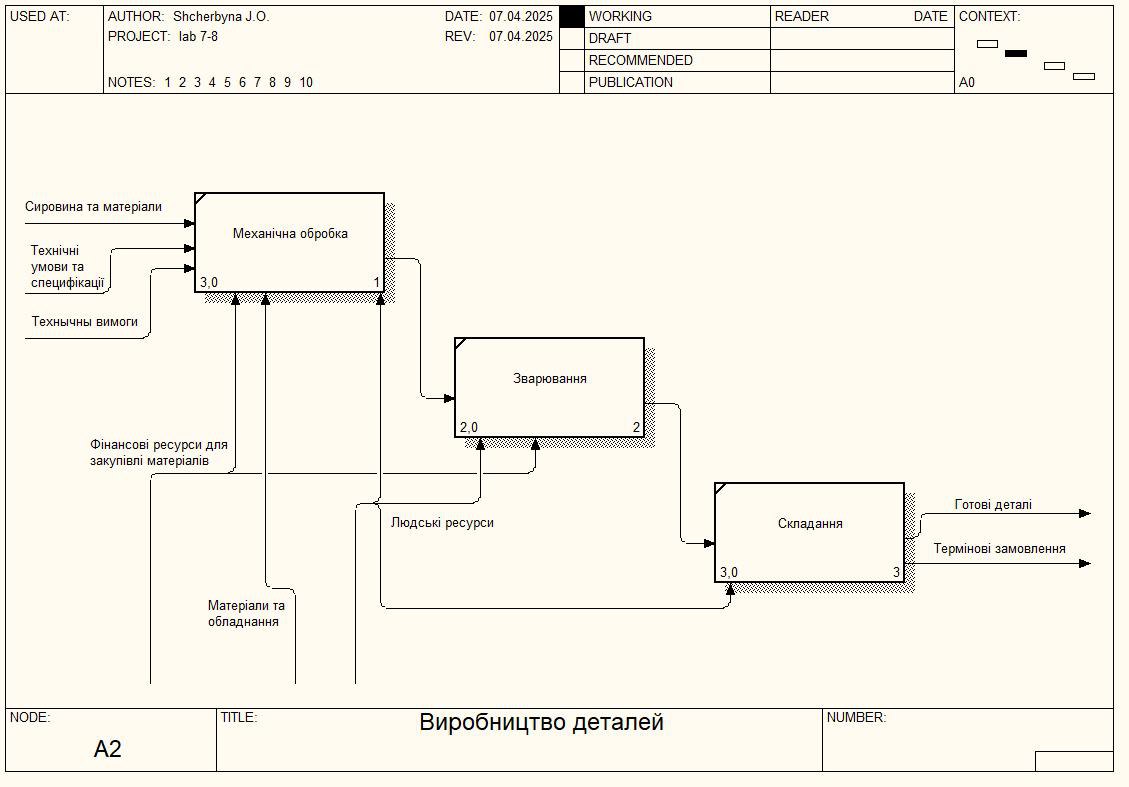 USED AT:
AUTHOR: Shcherbyna J.O.
DATE: 07.04.2025
PROJECT: lab 7-8
REV: 07.04.2025
NOTES: 1 2 3 4 5 6 7 8 9 10
WORKING
DRAFT
RECOMMENDED
PUBLICATION
READER
DATE
CONTEXT:
A0
Сировина та матеріали
Технічні
умови та
специфікації
Технычны вимоги
Механічна обробка
3,0
1
Зварювання
2,0
2
Фінансові ресурси для
закупівлі матеріалів
Людські ресурси
Складання
3,0
3
Готові деталі
Термінові замовлення
Матеріали та
обладнання
NODE:
A2
TITLE:
Виробництво деталей
NUMBER: